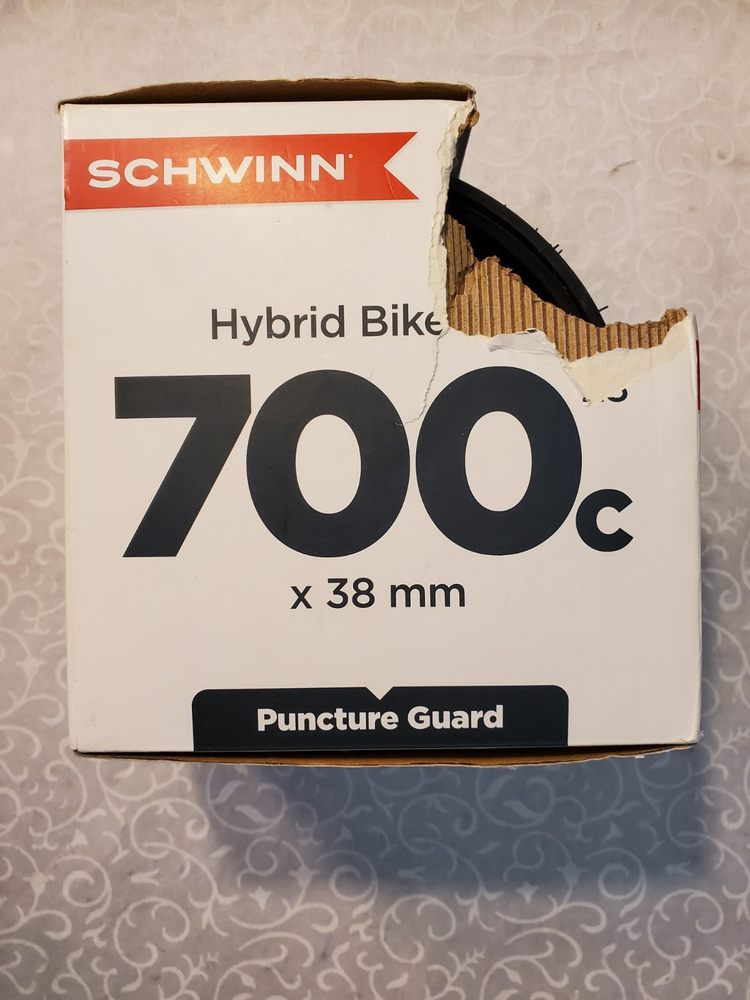 SCHWINN
Hybrid Bike
700c
x 38 mm
Puncture Guard